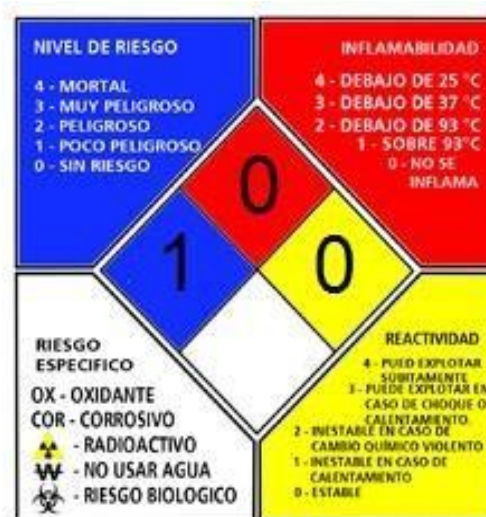 NIVEL DE RIESGO
4 - MORTAL
3 - MUY PELIGROSO
2 - PELIGROSO
1 - POCO PELIGROSO
0 - SIN RIESGO
INFLAMABILIDAD
4 - DEBAJO DE 25 °C
3 - DEBAJO DE 37 °C
2 - DEBAJO DE 93 °C
1 - SOBRE 93°C
0 - NO SE
INFLAMA
0
1
0
RIESGO
ESPECIFICO
OX - OXIDANTE
COR - CORROSIVO
- RADIOACTIVO
W - NO USAR AGUA
- RIESGO BIOLOGICO
REACTIVIDAD
4 - PUED EXPLOTAR
SUBITAMENTE
3 - PUEDE EXPLOTAR EN
CASO DE CHOQUE O
CALENTAMIENTO
2 - INESTABLE EN CASO DE
CAMBIO QUÍMICO VIOLENTO
1 - INESTABLE EN CASO DE
CALENTAMIENTO
0 - ESTABLE